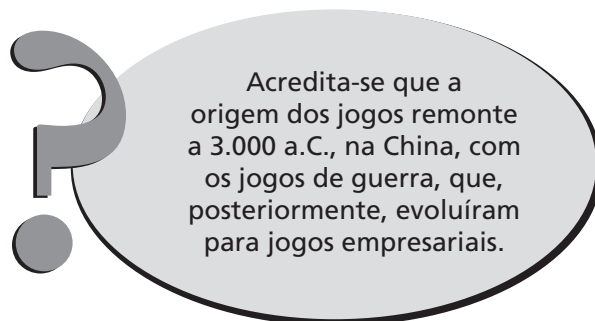 Acredita-se que a
origem dos jogos remonte
a 3.000 a.C., na China, com
os jogos de guerra, que,
posteriormente, evoluíram
para jogos empresariais.